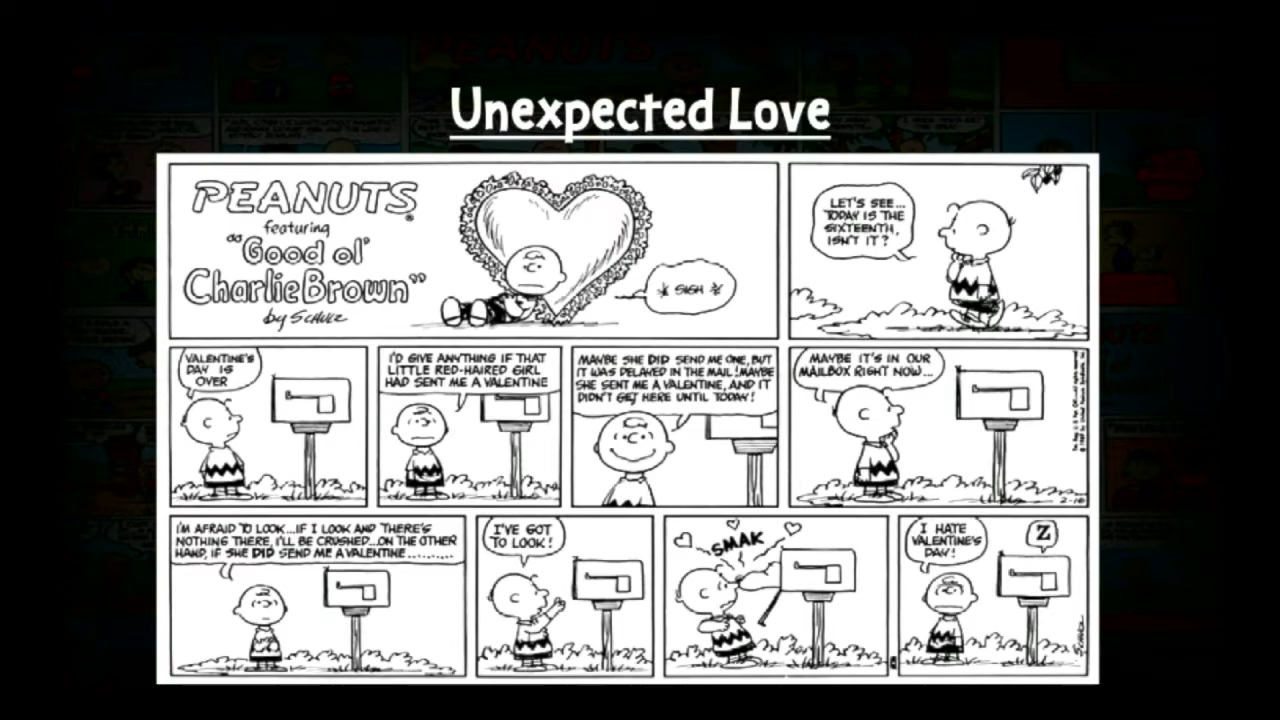 Unexpected Love
PEANUTS
featuring
"Good ol'
Charlie Brown"
by SCHULZ
* SIGH *
LET'S SEE...
TODAY IS THE
SIXTEENTH,
ISN'T IT?
VALENTINE'S
DAY IS
OVER
I'D GIVE ANYTHING IF THAT
LITTLE RED-HAIRED GIRL
HAD SENT ME A VALENTINE
MAYBE SHE DID SEND ME ONE, BUT
IT WAS DELAYED IN THE MAIL! MAYBE
SHE SENT ME A VALENTINE, AND IT
DIDN'T GET HERE UNTIL TODAY!
MAYBE IT'S IN OUR
MAILBOX RIGHT NOW...
2-16
I'M AFRAID TO LOOK...IF I LOOK AND THERE'S
NOTHING THERE, I'LL BE CRUSHED...ON THE OTHER
HAND, IF SHE DID SEND ME A VALENTINE..........
I'VE GOT
TO LOOK!
SMAK
I HATE
VALENTINE'S
DAY!
Z
SCHULZ